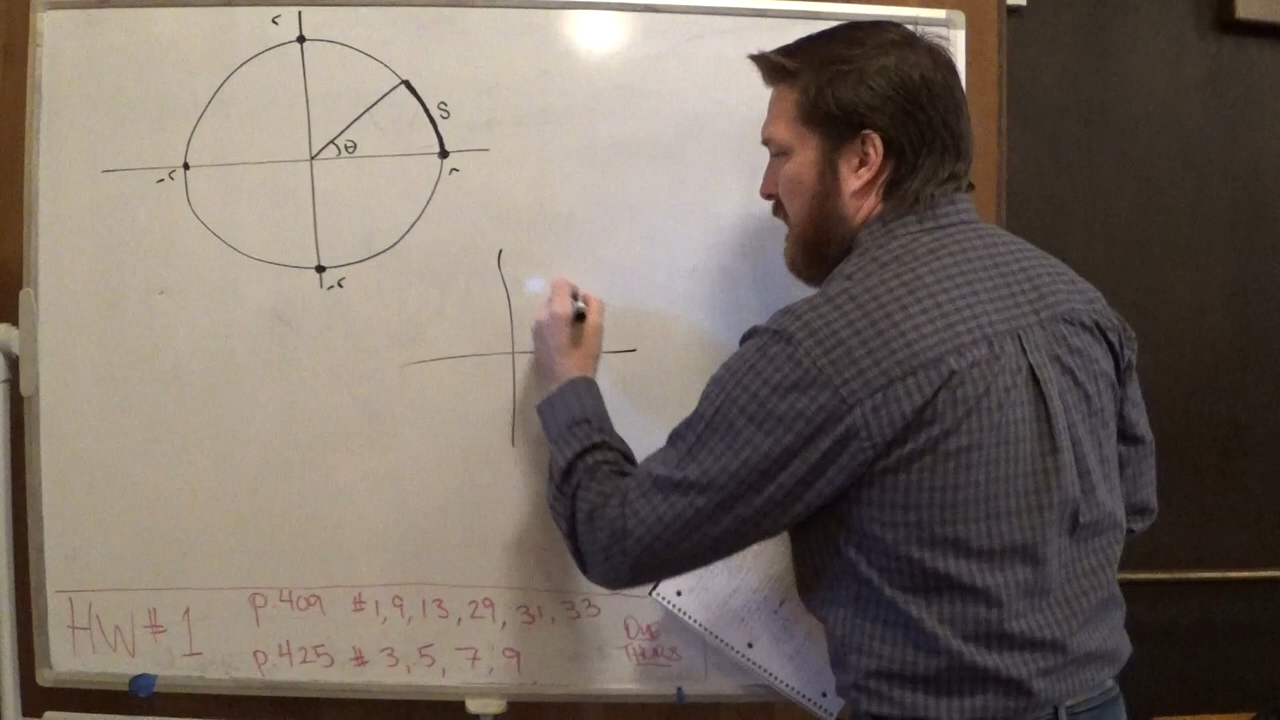 r
S
θ
-r
r
-r
HW#1
p.409 #1,9,13,29,31,33
p.425 #3,5,7,9
Due
THURS